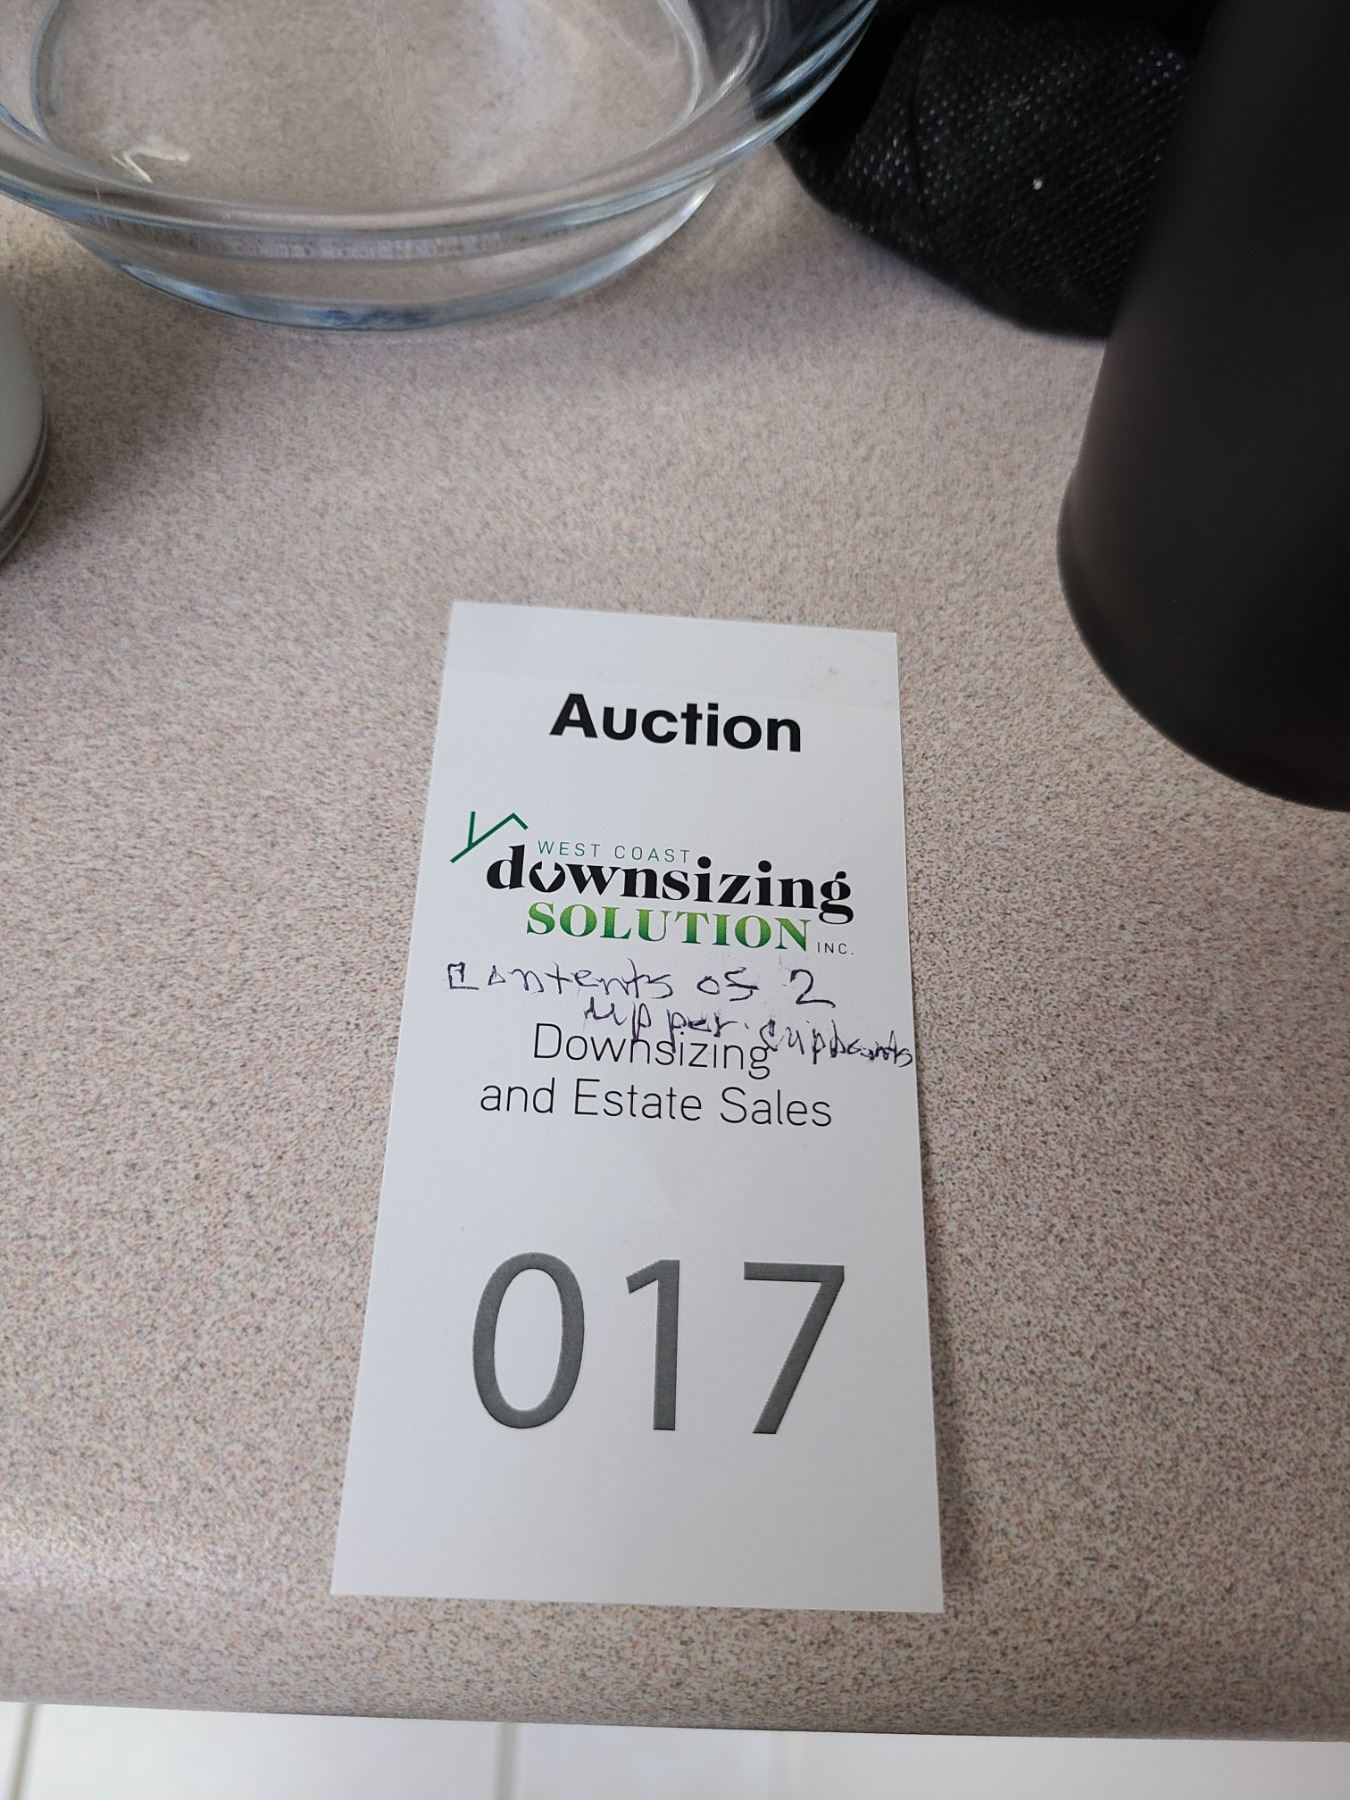 Auction
WEST COAST
downsizing
SOLUTION INC.
Contents of 2
upper cupboards
Downsizing
and Estate Sales
017